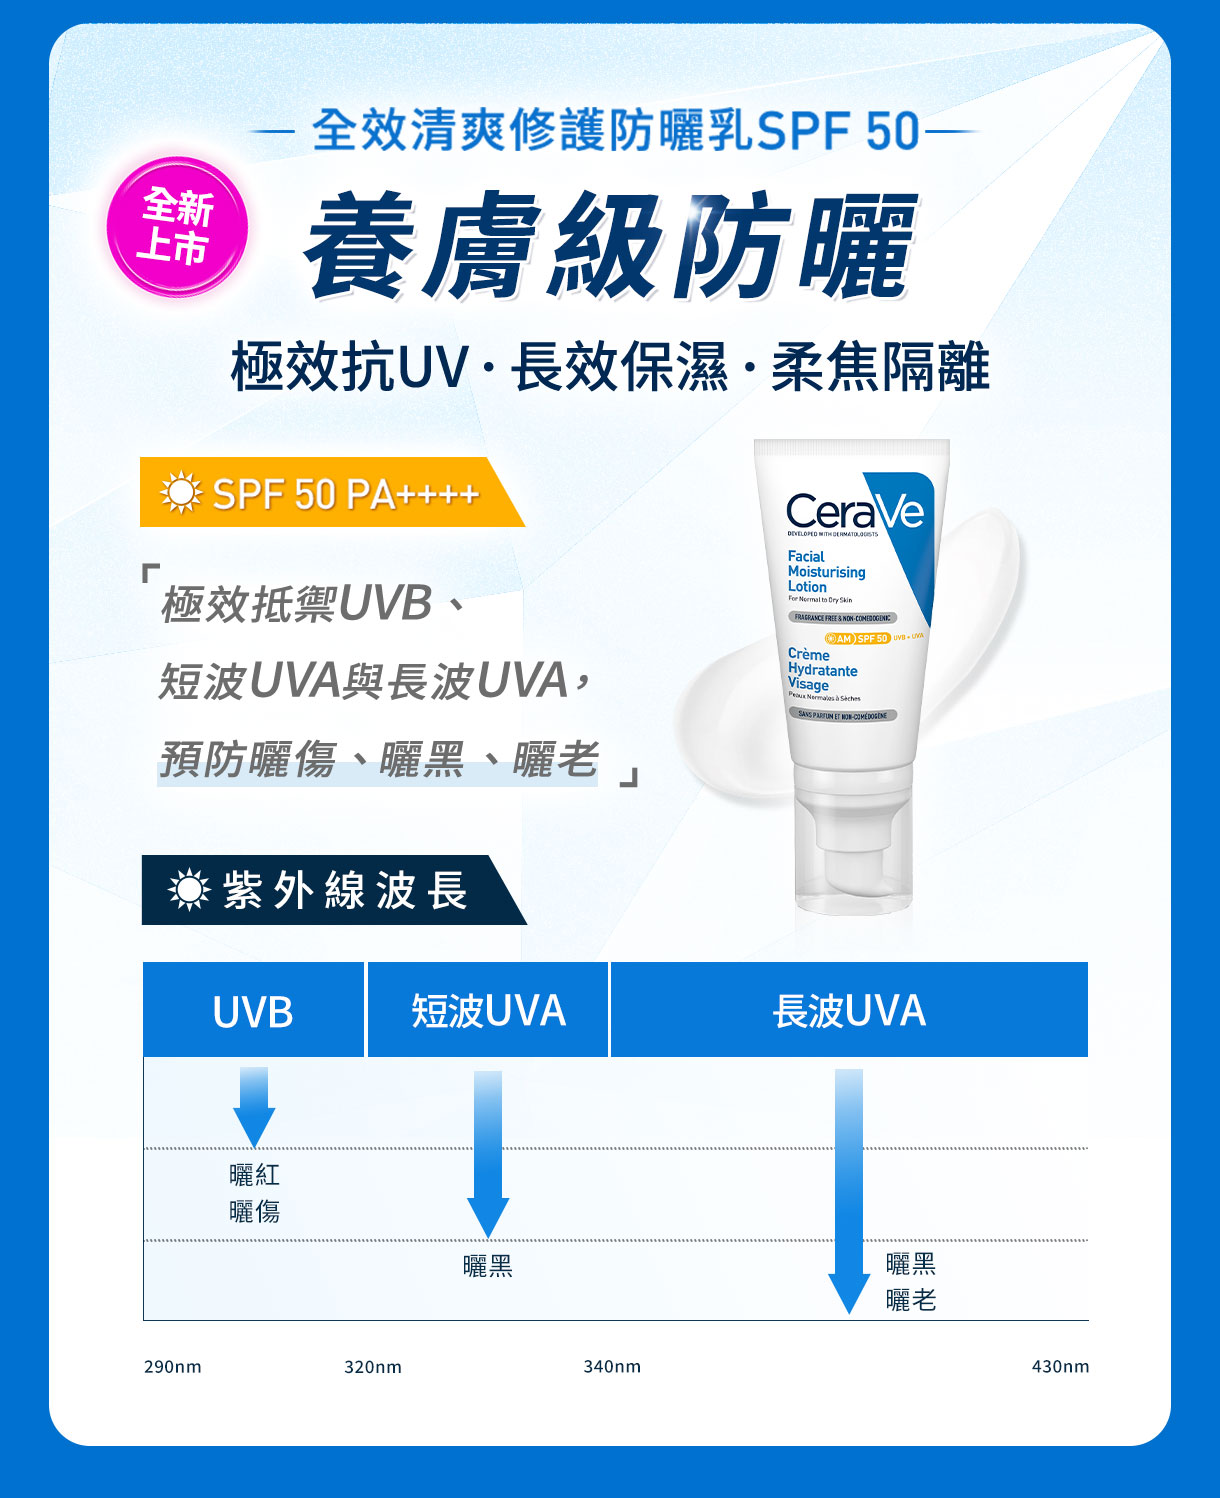 全效清爽修護防曬乳SPF 50
全新
上市
養膚級防曬
極效抗UV·長效保濕·柔焦隔離
SPF 50 PA++++
「極效抵禦UVB、
短波UVA與長波UVA，
預防曬傷、曬黑、曬老」
CeraVe
DEVELOPED WITH DERMATOLOGISTS
Facial
Moisturising
Lotion
For Normal to Dry Skin
FRAGRANCE FREE & NON-COMEDOGENIC
AM SPF 50 UVB + UVA
Crème
Hydratante
Visage
Peaux Normales à Sèches
SANS PARFUM ET NON-COMÉDOGÈNE
紫外線波長
UVB 短波UVA 長波UVA
曬紅
曬傷
曬黑
曬黑
曬老
290nm 320nm 340nm 430nm